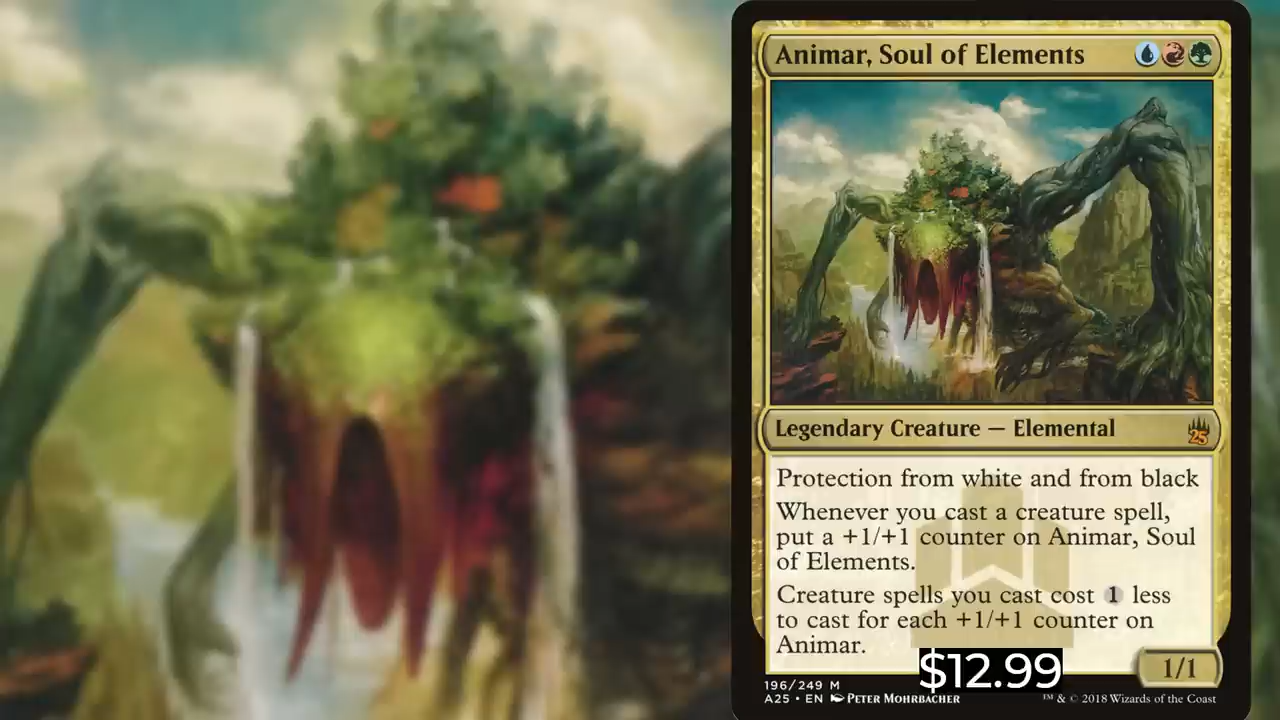 Animar, Soul of Elements
Legendary Creature — Elemental
25
Protection from white and from black
Whenever you cast a creature spell,
put a +1/+1 counter on Animar, Soul
of Elements.
Creature spells you cast cost 1 less
to cast for each +1/+1 counter on
Animar.
$12.99
1/1
196/249 M
A25 • EN Peter Mohrbacher
™ & © 2018 Wizards of the Coast